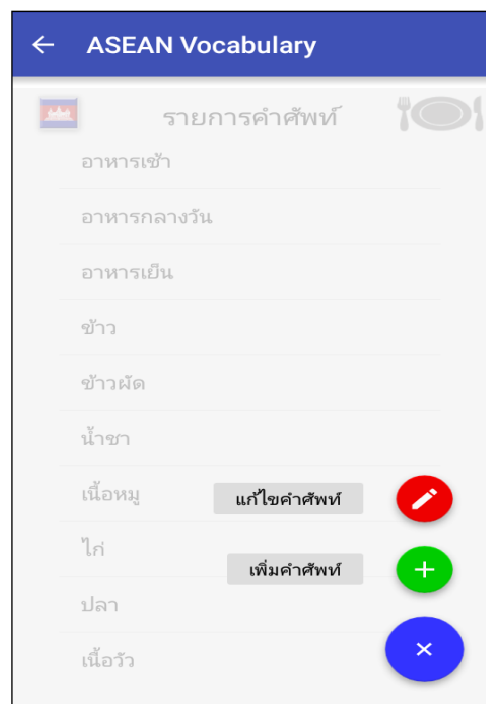 ASEAN Vocabulary
รายการคำศัพท์
อาหารเช้า
อาหารกลางวัน
อาหารเย็น
ข้าว
ข้าวผัด
น้ำชา
เนื้อหมู
แก้ไขคำศัพท์
ไก่
เพิ่มคำศัพท์
ปลา
เนื้อวัว